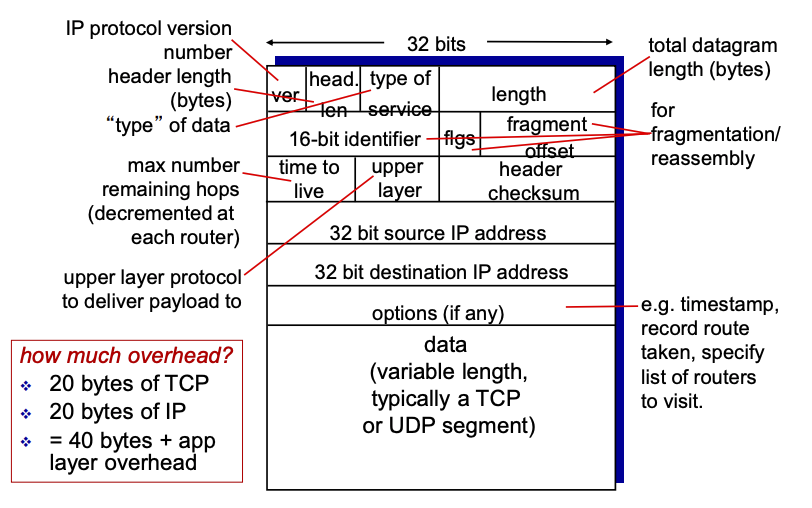 IP protocol version
number
header length
(bytes)
“type” of data
max number
remaining hops
(decremented at
each router)
upper layer protocol
to deliver payload to
how much overhead?
20 bytes of TCP
20 bytes of IP
= 40 bytes + app
layer overhead
32 bits
ver
head.
len
type of
service
length
16-bit identifier
flgs
fragment
offset
time to
live
upper
layer
header
checksum
32 bit source IP address
32 bit destination IP address
options (if any)
data
(variable length,
typically a TCP
or UDP segment)
total datagram
length (bytes)
for
fragmentation/
reassembly
e.g. timestamp,
record route
taken, specify
list of routers
to visit.